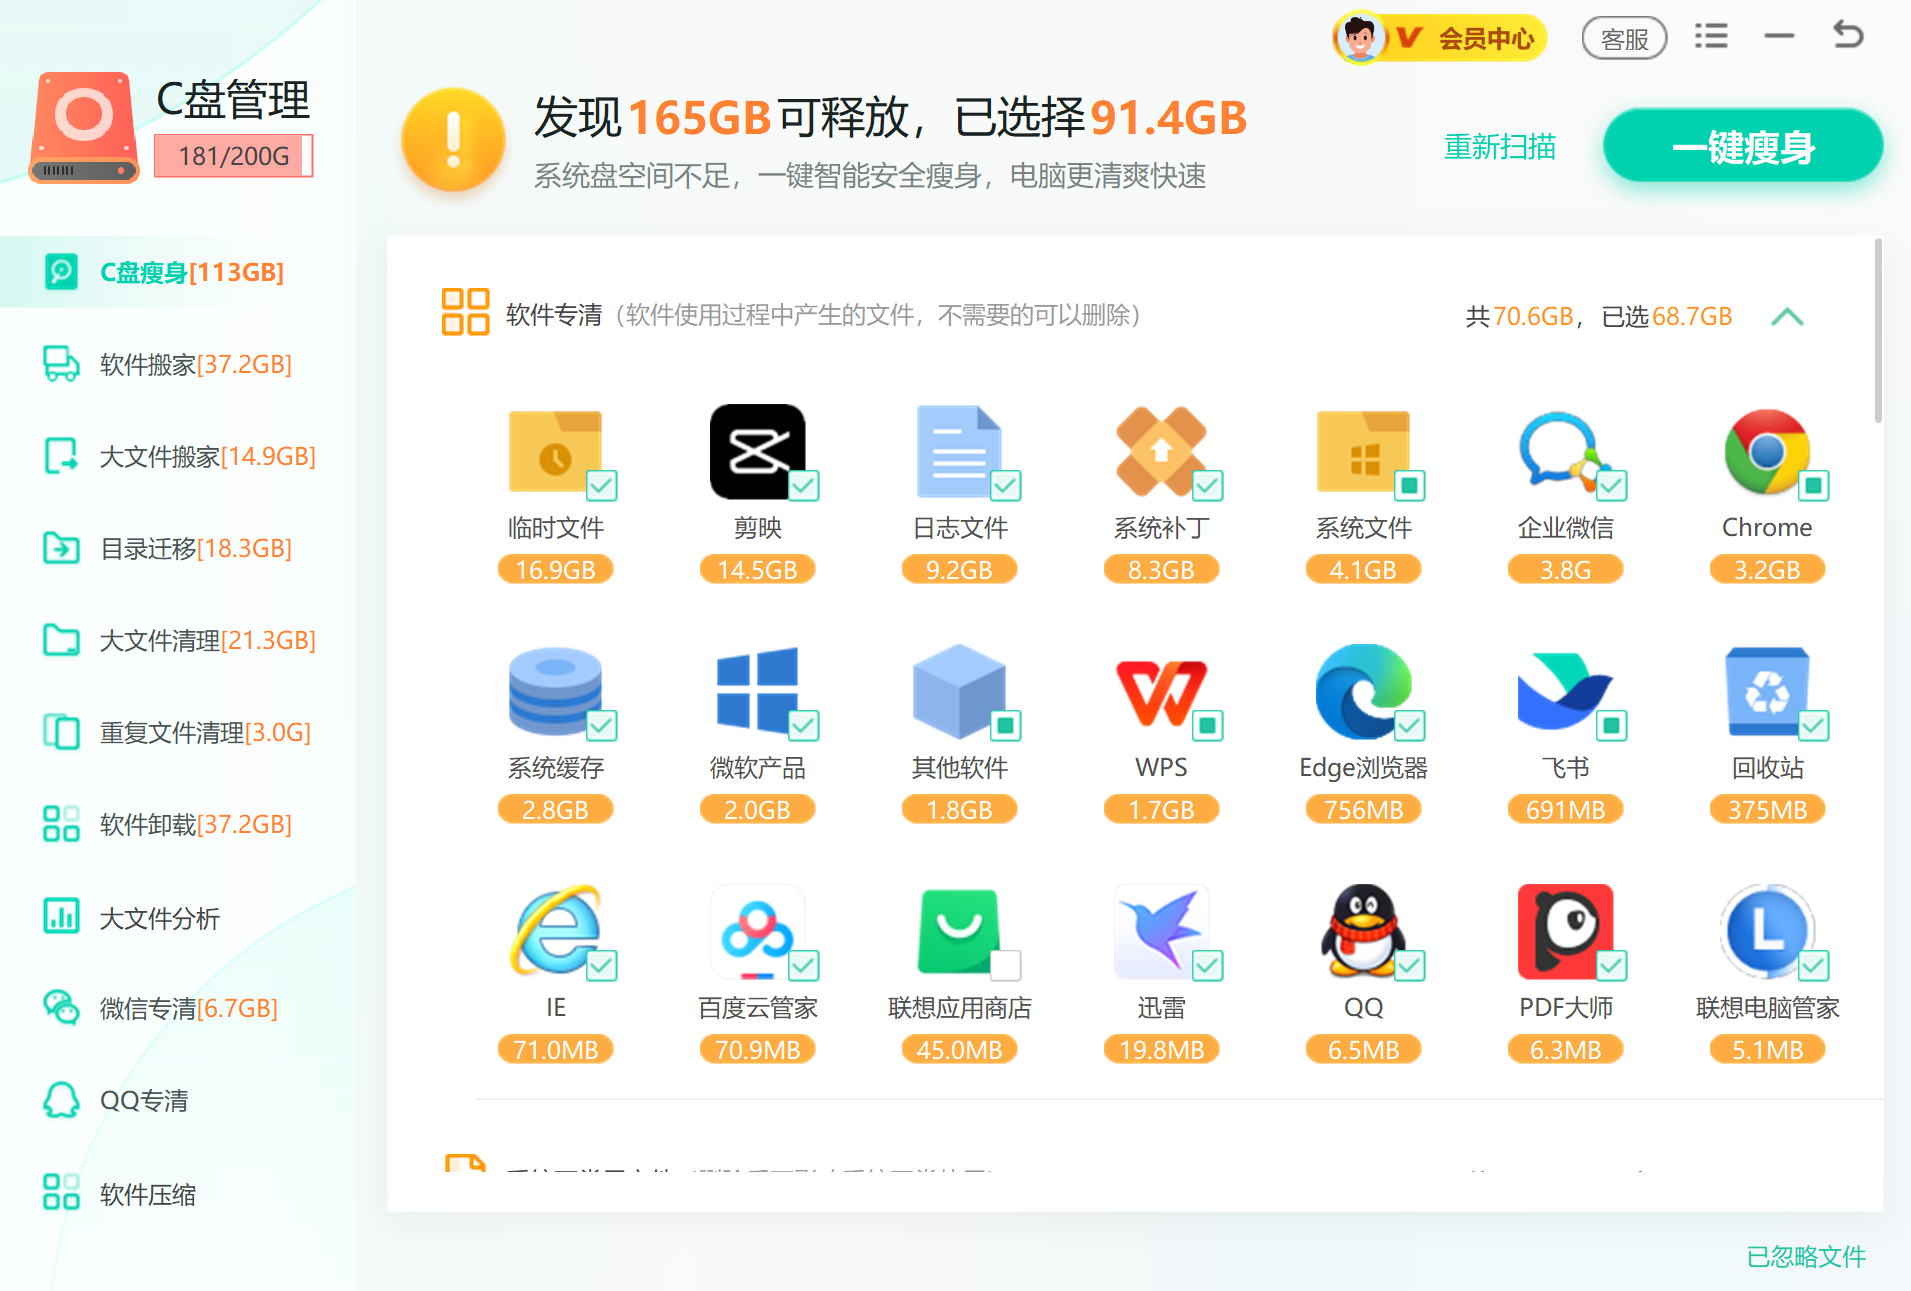 会员中心
客服
C盘管理
181/200G
发现165GB可释放，已选择91.4GB
系统盘空间不足，一键智能安全瘦身，电脑更清爽快速
重新扫描
一键瘦身
C盘瘦身[113GB]
软件搬家[37.2GB]
大文件搬家[14.9GB]
目录迁移[18.3GB]
大文件清理[21.3GB]
重复文件清理[3.0G]
软件卸载[37.2GB]
大文件分析
微信专清[6.7GB]
QQ专清
软件压缩
软件专清（软件使用过程中产生的文件，不需要的可以删除）
共70.6GB，已选68.7GB
临时文件 剪映 日志文件 系统补丁 系统文件 企业微信 Chrome
16.9GB 14.5GB 9.2GB 8.3GB 4.1GB 3.8G 3.2GB
系统缓存 微软产品 其他软件 WPS Edge浏览器 飞书 回收站
2.8GB 2.0GB 1.8GB 1.7GB 756MB 691MB 375MB
IE 百度云管家 联想应用商店 迅雷 QQ PDF大师 联想电脑管家
71.0MB 70.9MB 45.0MB 19.8MB 6.5MB 6.3MB 5.1MB
已忽略文件